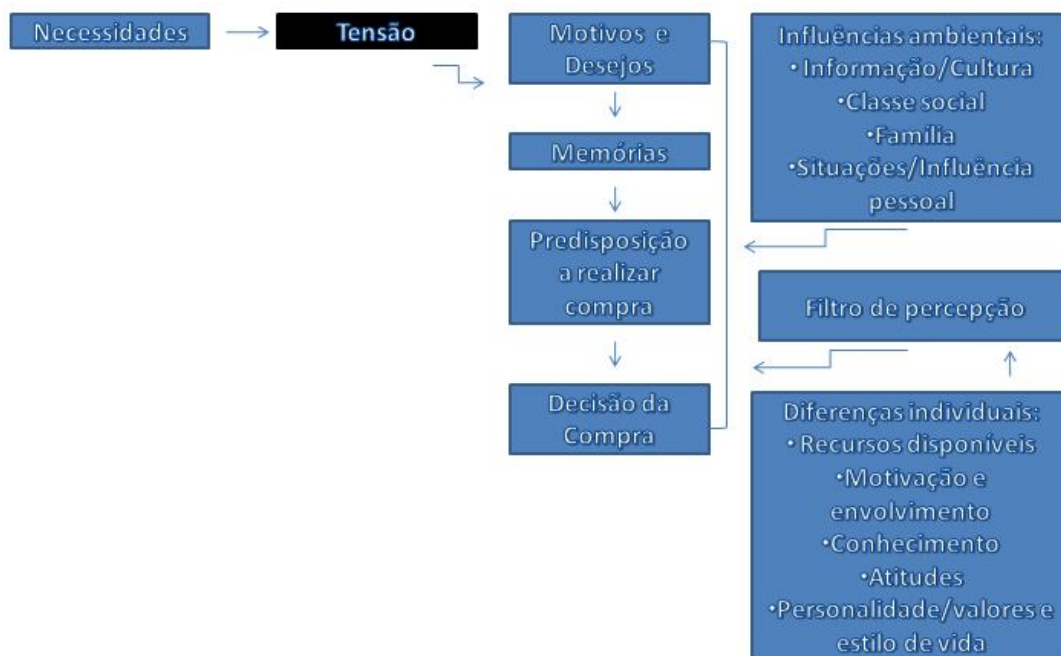 Necessidades
Tensão
Motivos e
Desejos
Memórias
Predisposição
a realizar
compra
Decisão da
Compra
Influências ambientais:
•Informação/Cultura
•Classe social
•Família
•Situações/Influência
pessoal
Filtro de percepção
Diferenças individuais:
•Recursos disponíveis
•Motivação e
envolvimento
•Conhecimento
•Atitudes
•Personalidade/valores e
estilo de vida